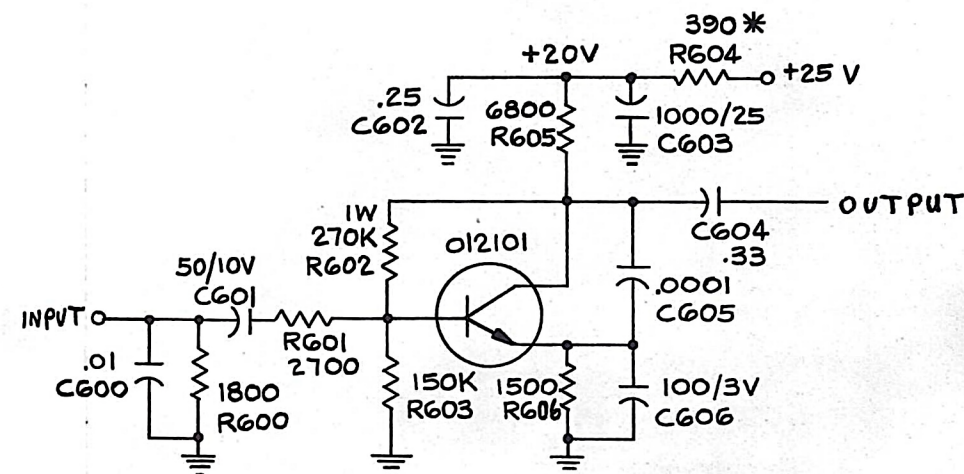 390*
R604
+20V
+25 V
.25
C602
6800
R605
1000/25
C603
OUTPUT
1W
270K
R602
012101
C604
.33
50/10V
C601
.0001
C605
INPUT
R601
2700
.01
C600
1800
R600
150K
R603
1500
R606
100/3V
C606